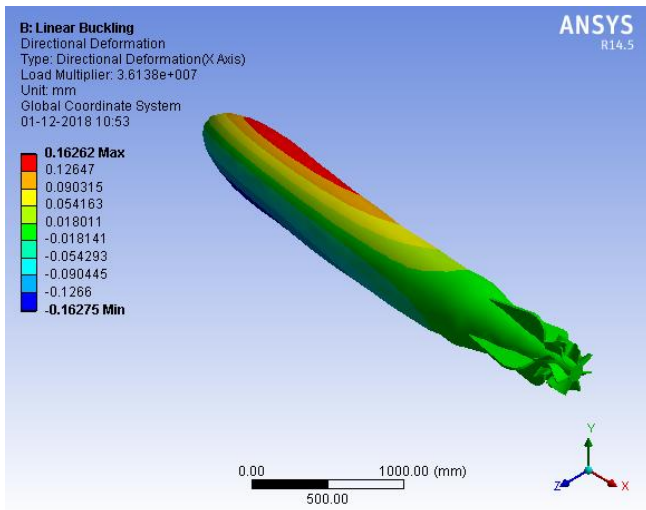 B: Linear Buckling
Directional Deformation
Type: Directional Deformation(X Axis)
Load Multiplier: 3.6138e+007
Unit: mm
Global Coordinate System
01-12-2018 10:53
ANSYS
R14.5
0.16262 Max
0.12647
0.090315
0.054163
0.018011
-0.018141
-0.054293
-0.090445
-0.1266
-0.16275 Min
0.00
1000.00 (mm)
500.00
Y
Z
X